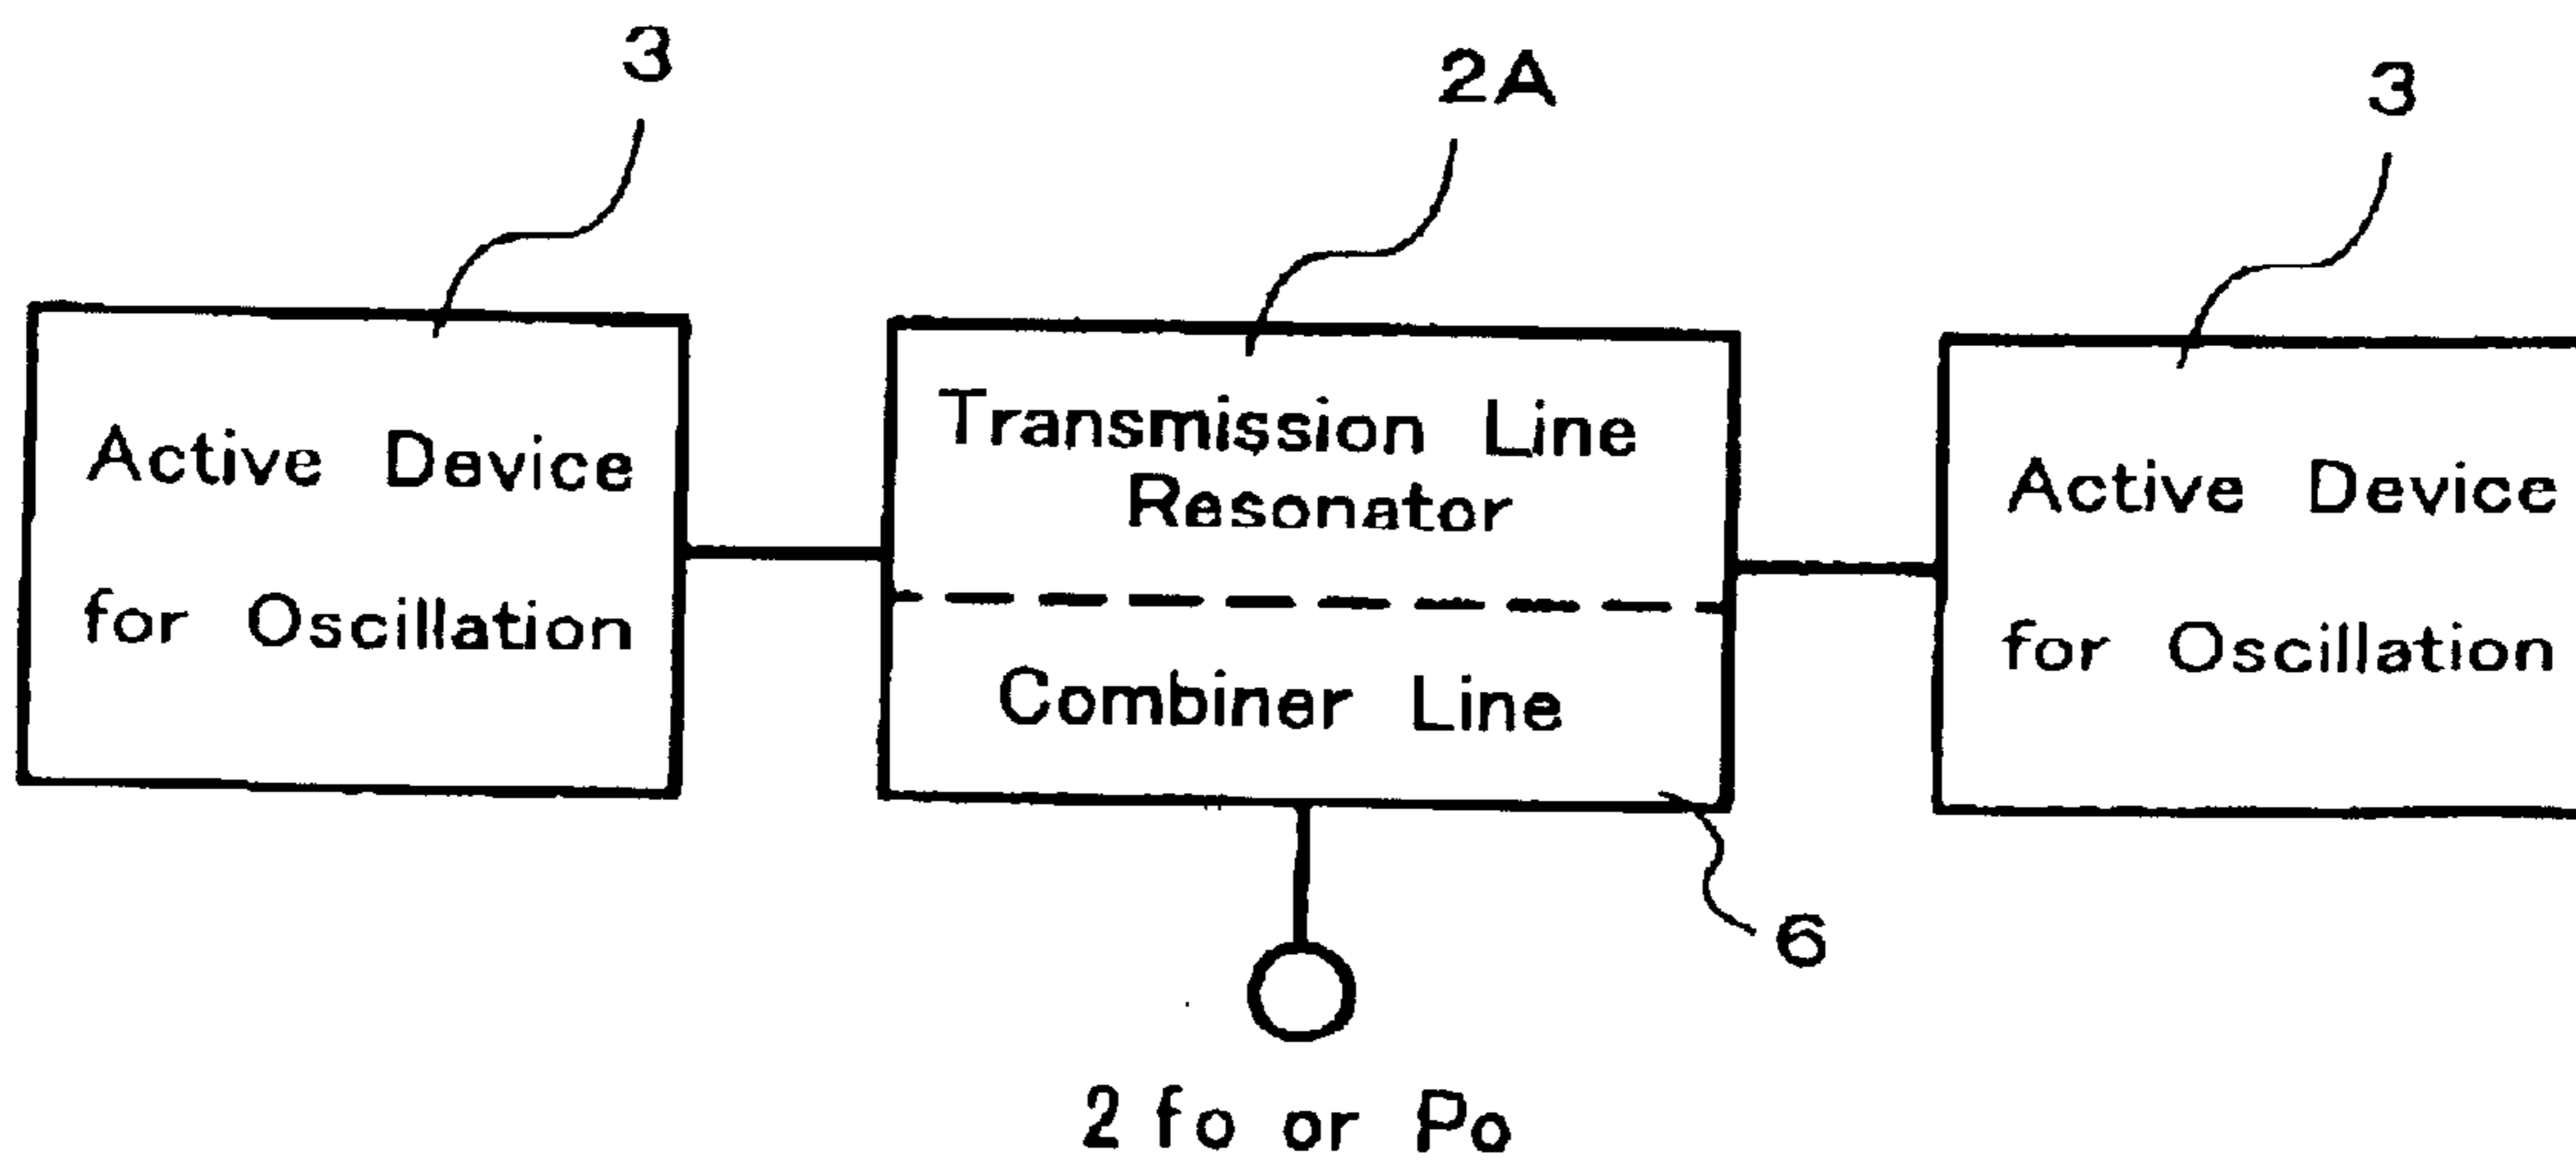 3
2A
3
Active Device
for Oscillation
Transmission Line
Resonator
Combiner Line
Active Device
for Oscillation
6
2 fo or Po